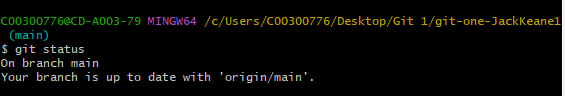 C00300776@CD-A003-79 MINGW64 /c/Users/C00300776/Desktop/Git 1/git-one-JackKeane1
(main)
$ git status
On branch main
Your branch is up to date with 'origin/main'.